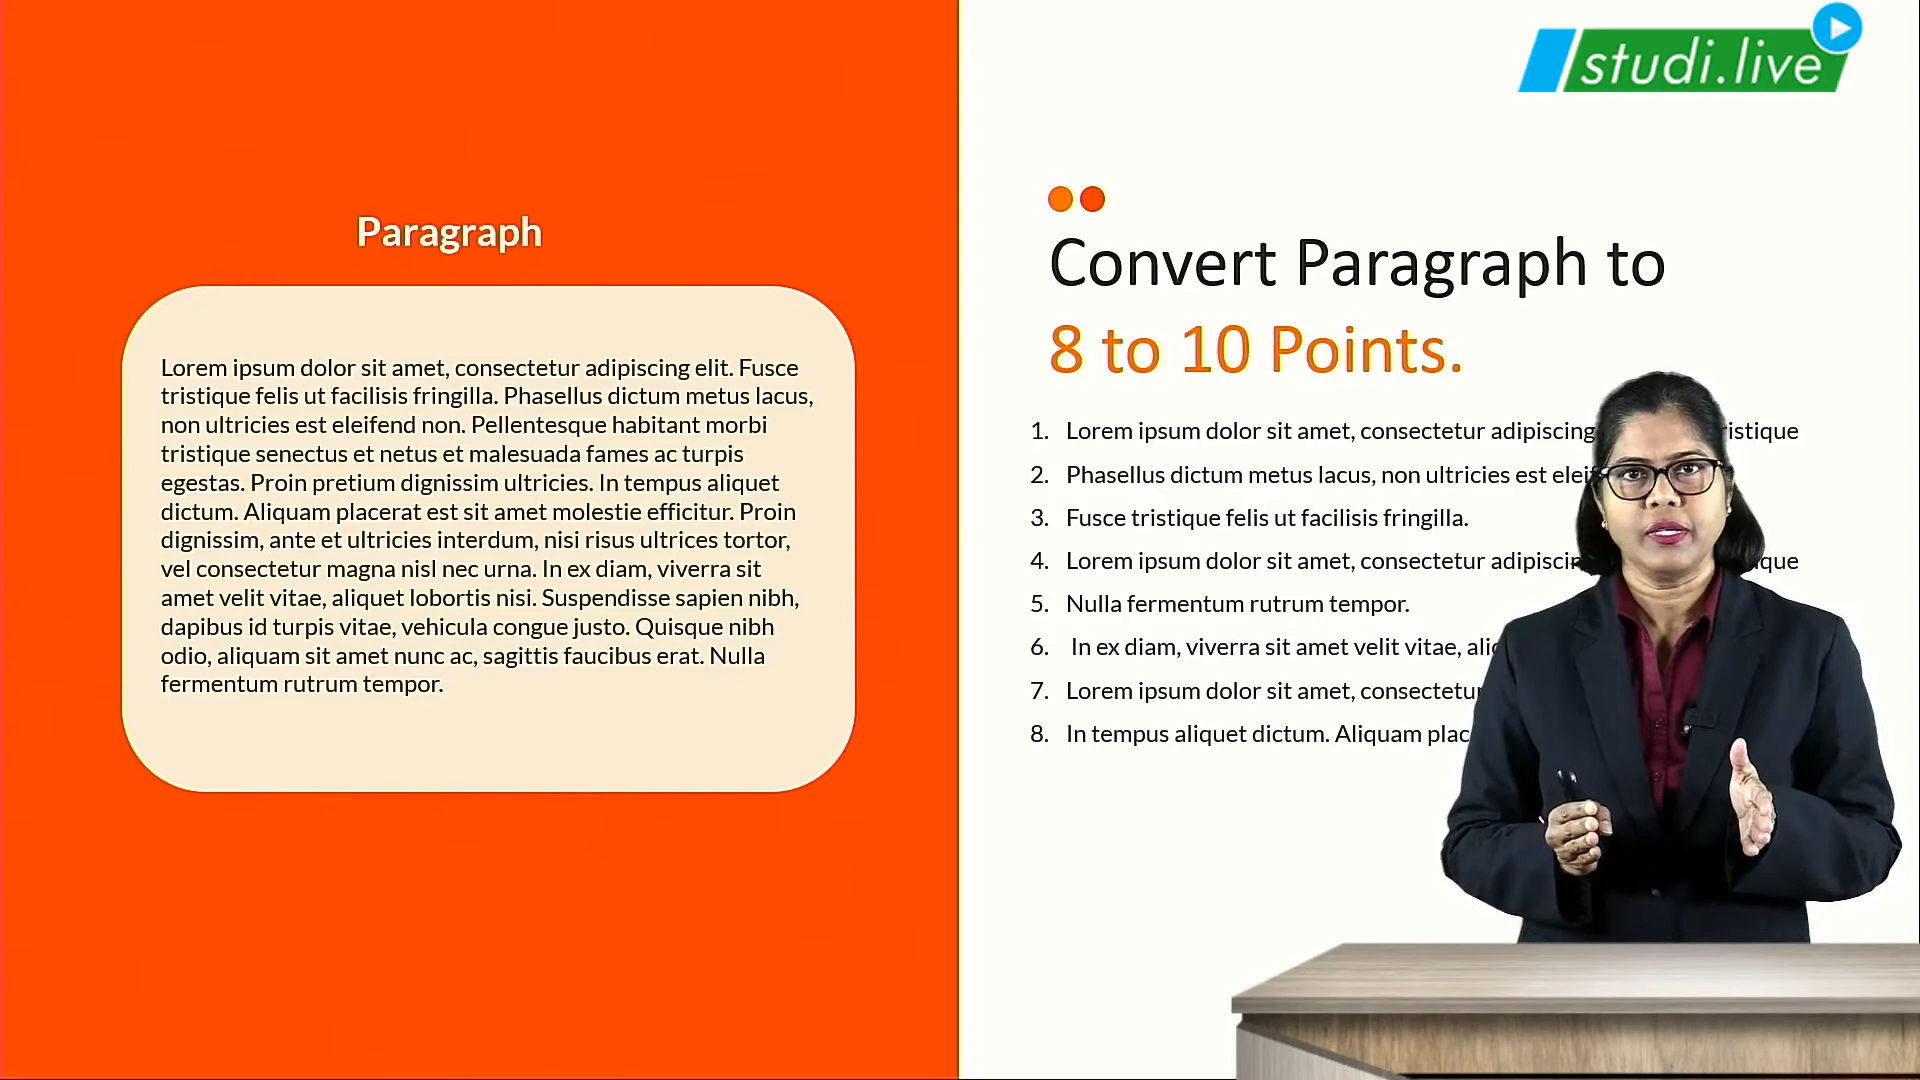 studi.live
Paragraph
Lorem ipsum dolor sit amet, consectetur adipiscing elit. Fusce
tristique felis ut facilisis fringilla. Phasellus dictum metus lacus,
non ultricies est eleifend non. Pellentesque habitant morbi
tristique senectus et netus et malesuada fames ac turpis
egestas. Proin pretium dignissim ultricies. In tempus aliquet
dictum. Aliquam placerat est sit amet molestie efficitur. Proin
dignissim, ante et ultricies interdum, nisi risus ultrices tortor,
vel consectetur magna nisl nec urna. In ex diam, viverra sit
amet velit vitae, aliquet lobortis nisi. Suspendisse sapien nibh,
dapibus id turpis vitae, vehicula congue justo. Quisque nibh
odio, aliquam sit amet nunc ac, sagittis faucibus erat. Nulla
fermentum rutrum tempor.
Convert Paragraph to
8 to 10 Points.
1. Lorem ipsum dolor sit amet, consectetur adipiscing
2. Phasellus dictum metus lacus, non ultricies est
3. Fusce tristique felis ut facilisis fringilla.
4. Lorem ipsum dolor sit amet, consectetur
5. Nulla fermentum rutrum tempor.
6. In ex diam, viverra sit amet velit vitae,
7. Lorem ipsum dolor sit amet,
8. In tempus aliquet dictum. Aliquam